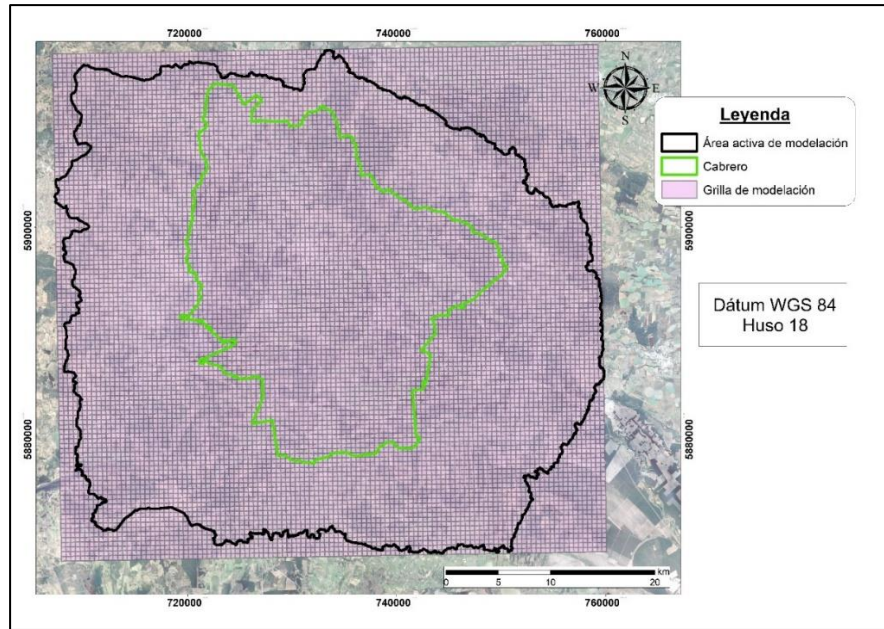 720000 740000 760000
N
W E
S
Leyenda
Área activa de modelación
Cabrero
Grilla de modelación
5900000 5900000
Dátum WGS 84
Huso 18
5880000 5880000
km
0 5 10 20
720000 740000 760000